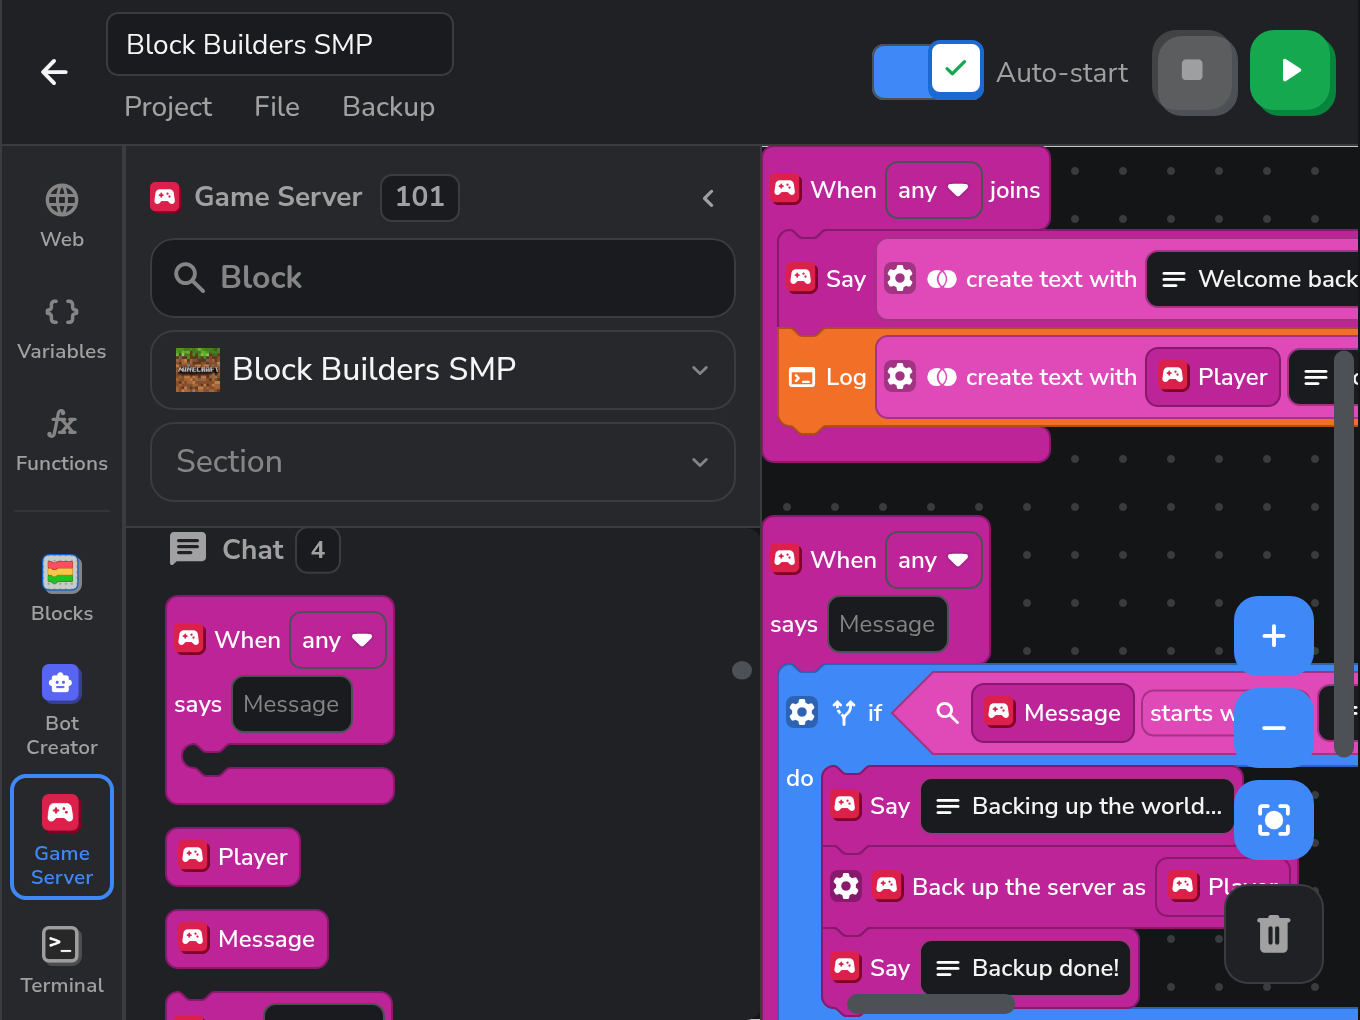 Block Builders SMP
Project File Backup
Auto-start
Web
Variables
Functions
Blocks
Bot
Creator
Game
Server
Terminal
Game Server 101
Block
MINECRAFT
Block Builders SMP
Section
Chat 4
When any
says Message
Player
Message
When any joins
Say create text with Welcome back
Log create text with Player
When any
says Message
if Message starts w
do
Say Backing up the world...
Back up the server as
Say Backup done!